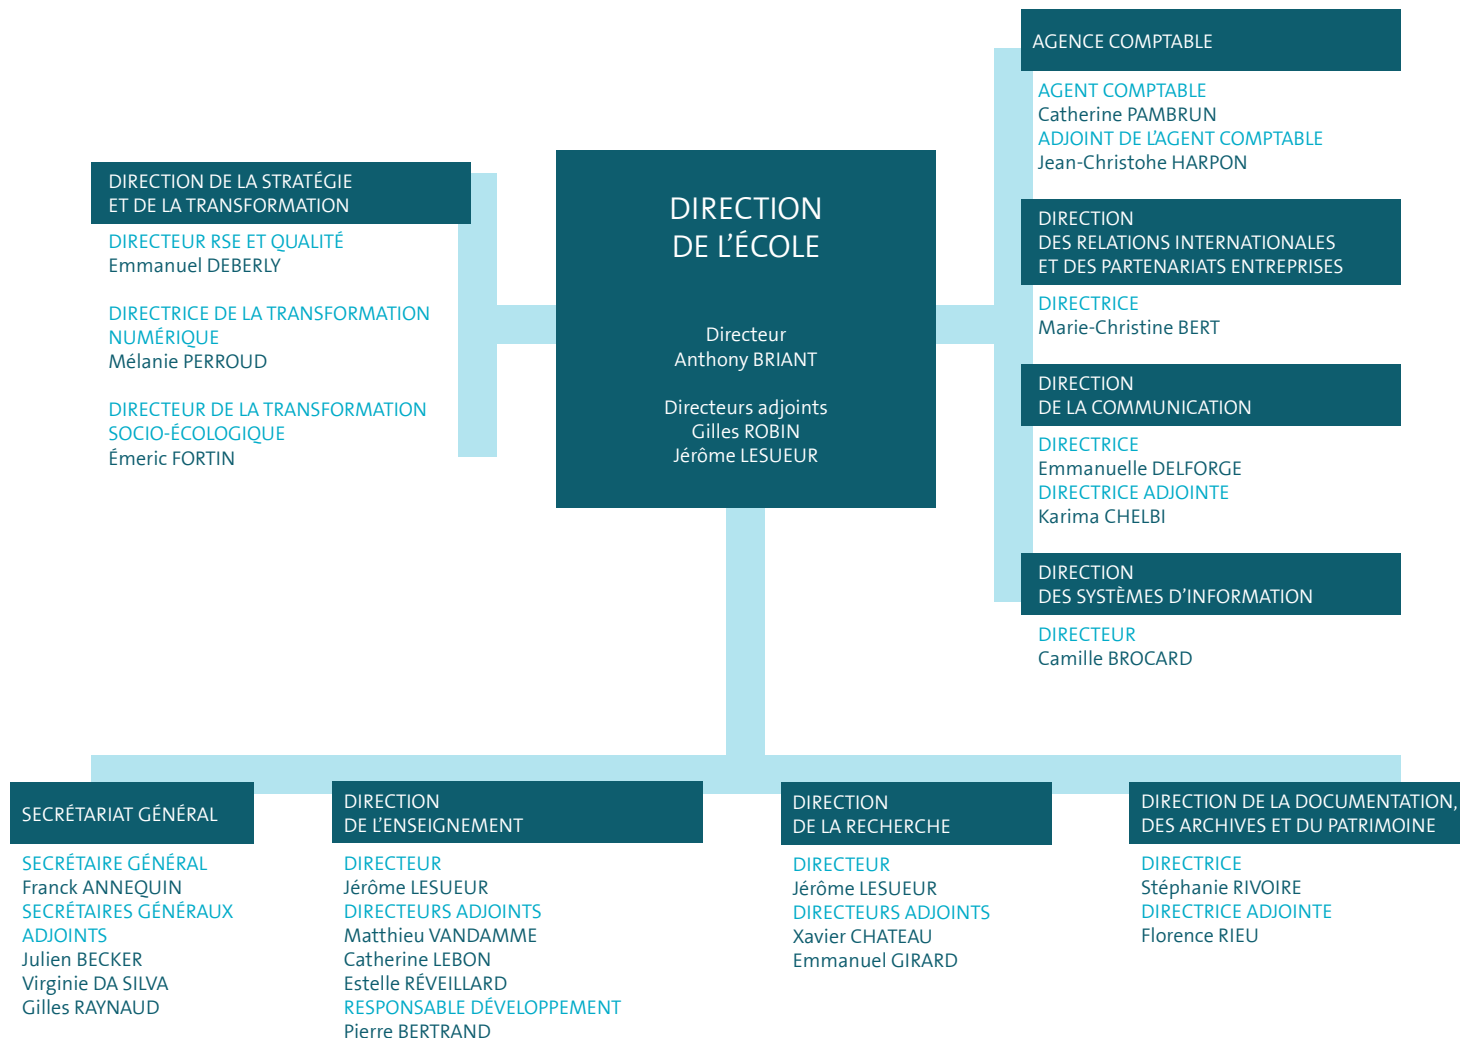 AGENCE COMPTABLE
AGENT COMPTABLE
Catherine PAMBRUN
ADJOINT DE L’AGENT COMPTABLE
Jean-Christohe HARPON
DIRECTION DE LA STRATÉGIE
ET DE LA TRANSFORMATION
DIRECTEUR RSE ET QUALITÉ
Emmanuel DEBERLY
DIRECTRICE DE LA TRANSFORMATION
NUMÉRIQUE
Mélanie PERROUD
DIRECTEUR DE LA TRANSFORMATION
SOCIO-ÉCOLOGIQUE
Émeric FORTIN
DIRECTION
DE L’ÉCOLE
Directeur
Anthony BRIANT
Directeurs adjoints
Gilles ROBIN
Jérôme LESUEUR
DIRECTION
DES RELATIONS INTERNATIONALES
ET DES PARTENARIATS ENTREPRISES
DIRECTRICE
Marie-Christine BERT
DIRECTION
DE LA COMMUNICATION
DIRECTRICE
Emmanuelle DELFORGE
DIRECTRICE ADJOINTE
Karima CHELBI
DIRECTION
DES SYSTÈMES D’INFORMATION
DIRECTEUR
Camille BROCARD
SECRÉTARIAT GÉNÉRAL
SECRÉTAIRE GÉNÉRAL
Franck ANNEQUIN
SECRÉTAIRES GÉNÉRAUX
ADJOINTS
Julien BECKER
Virginie DA SILVA
Gilles RAYNAUD
DIRECTION
DE L’ENSEIGNEMENT
DIRECTEUR
Jérôme LESUEUR
DIRECTEURS ADJOINTS
Matthieu VANDAMME
Catherine LEBON
Estelle RÉVEILLARD
RESPONSABLE DÉVELOPPEMENT
Pierre BERTRAND
DIRECTION
DE LA RECHERCHE
DIRECTEUR
Jérôme LESUEUR
DIRECTEURS ADJOINTS
Xavier CHATEAU
Emmanuel GIRARD
DIRECTION DE LA DOCUMENTATION,
DES ARCHIVES ET DU PATRIMOINE
DIRECTRICE
Stéphanie RIVOIRE
DIRECTRICE ADJOINTE
Florence RIEU